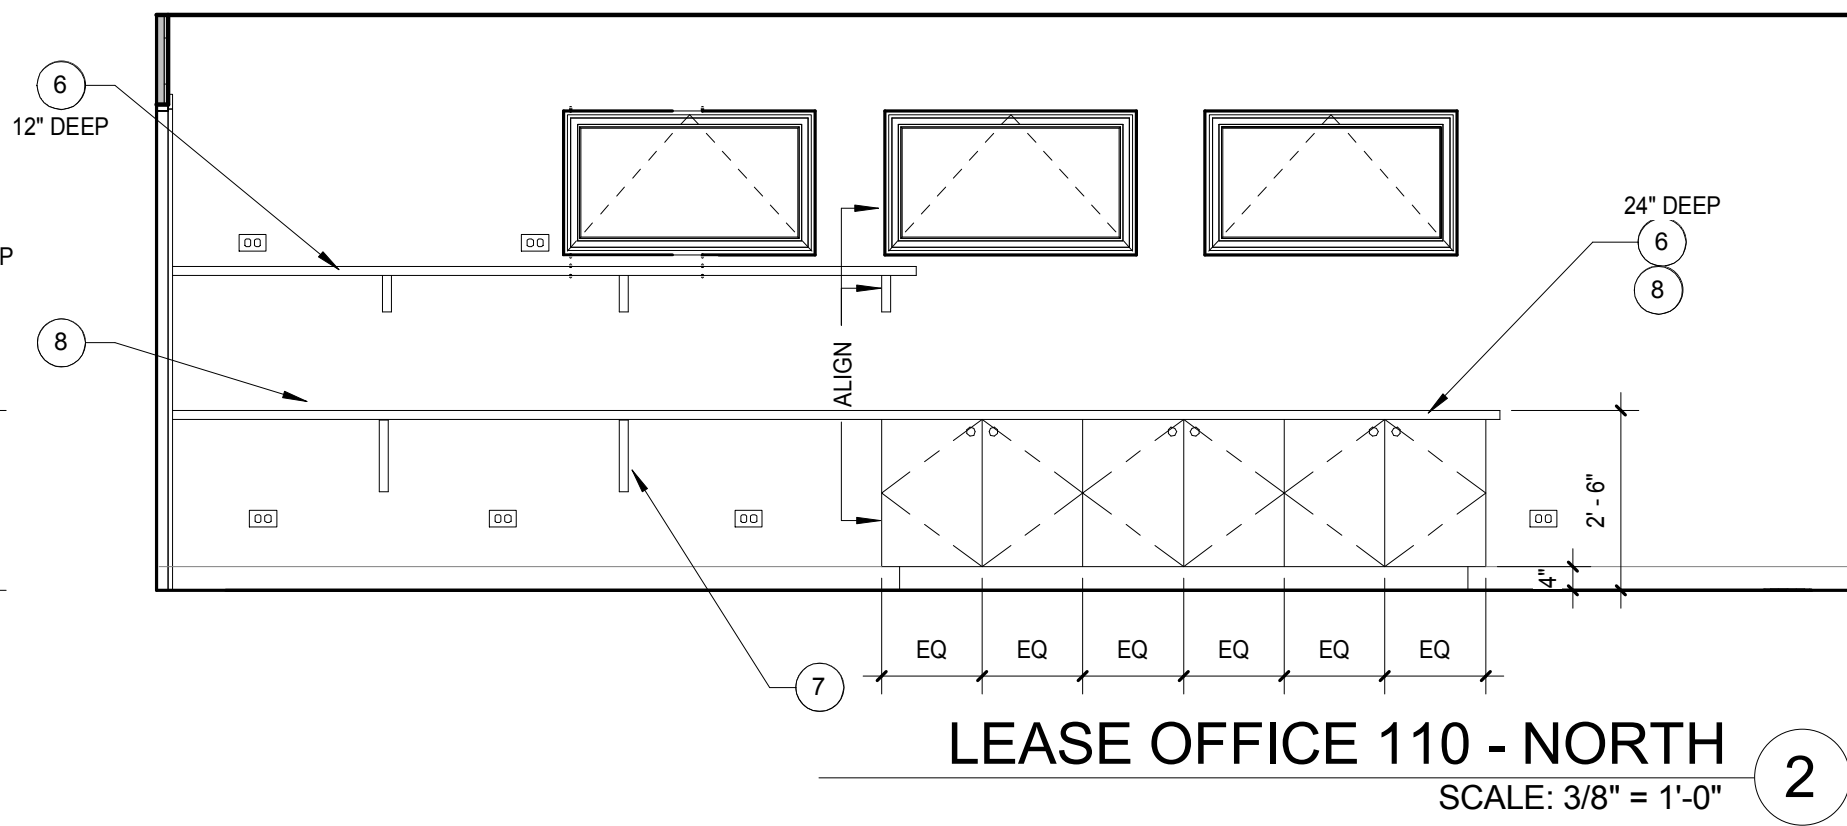 6
12" DEEP
P
8
ALIGN
24" DEEP
6
8
2' - 6"
4"
EQ EQ EQ EQ EQ EQ
7
LEASE OFFICE 110 - NORTH
SCALE: 3/8" = 1'-0"
2